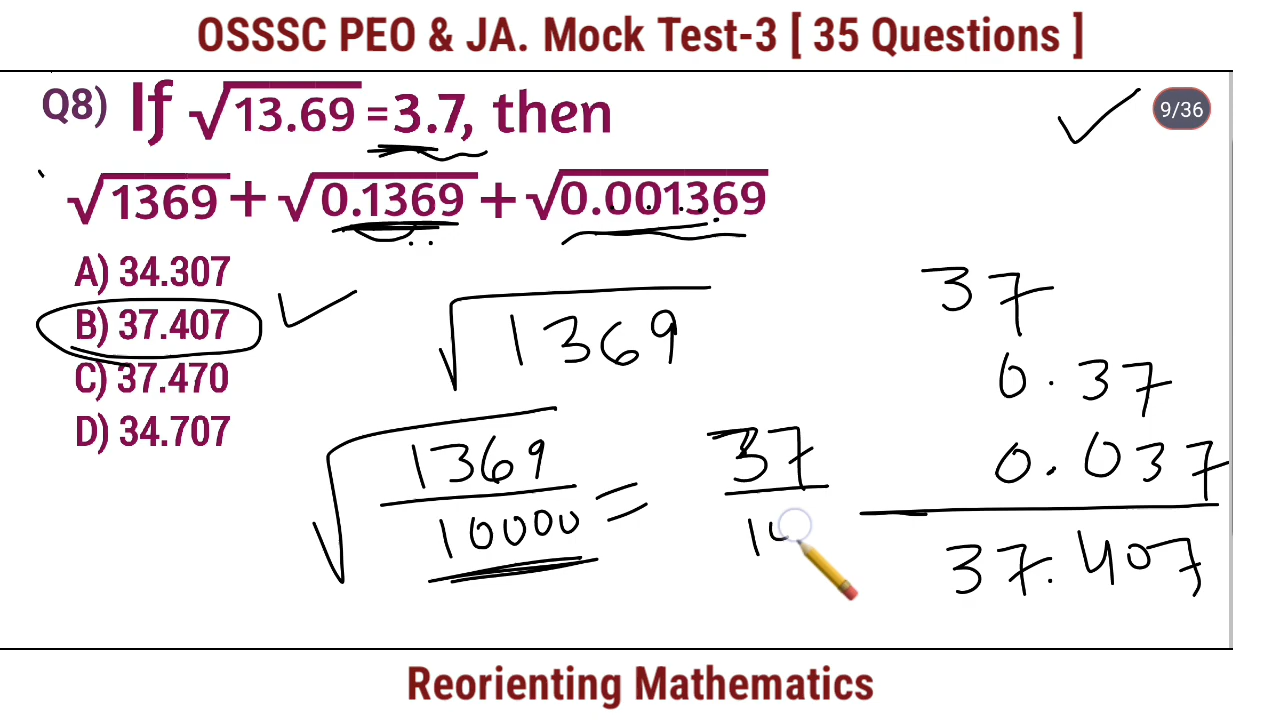 OSSSC PEO & JA. Mock Test-3 [ 35 Questions ]
Q8) If √13.69 = 3.7, then
9/36
√1369 + √0.1369 + √0.001369
A) 34.307
B) 37.407
C) 37.470
D) 34.707
√1369
√1369/10000 = 37/10
37
0.37
0.037
37.407
Reorienting Mathematics